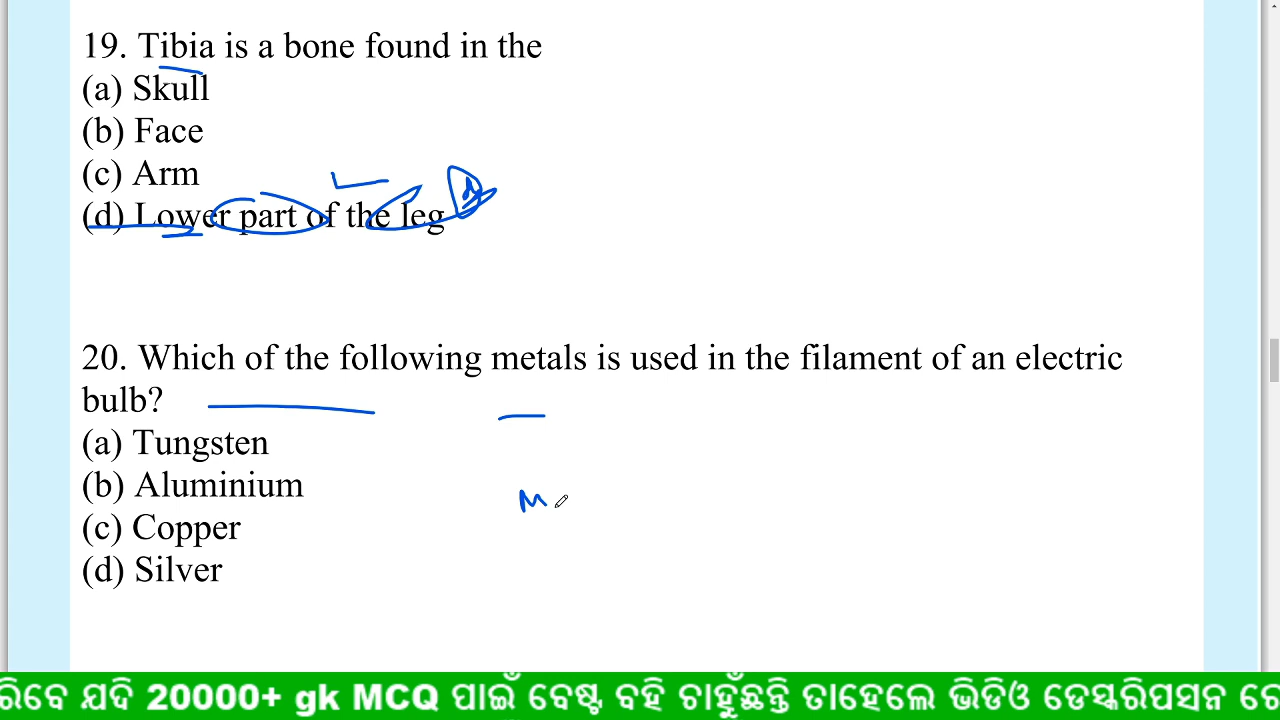 19. Tibia is a bone found in the
(a) Skull
(b) Face
(c) Arm
(d) Lower part of the leg
20. Which of the following metals is used in the filament of an electric
bulb?
(a) Tungsten
(b) Aluminium
(c) Copper
(d) Silver
M
ରିବେ ଯଦି 20000+ gk MCQ ପାଇଁ ବେଷ୍ଟ ବହି ଚାହୁଁଛନ୍ତି ତାହେଲେ ଭିଡିଓ ଡେସ୍କରିପସନ ରେ